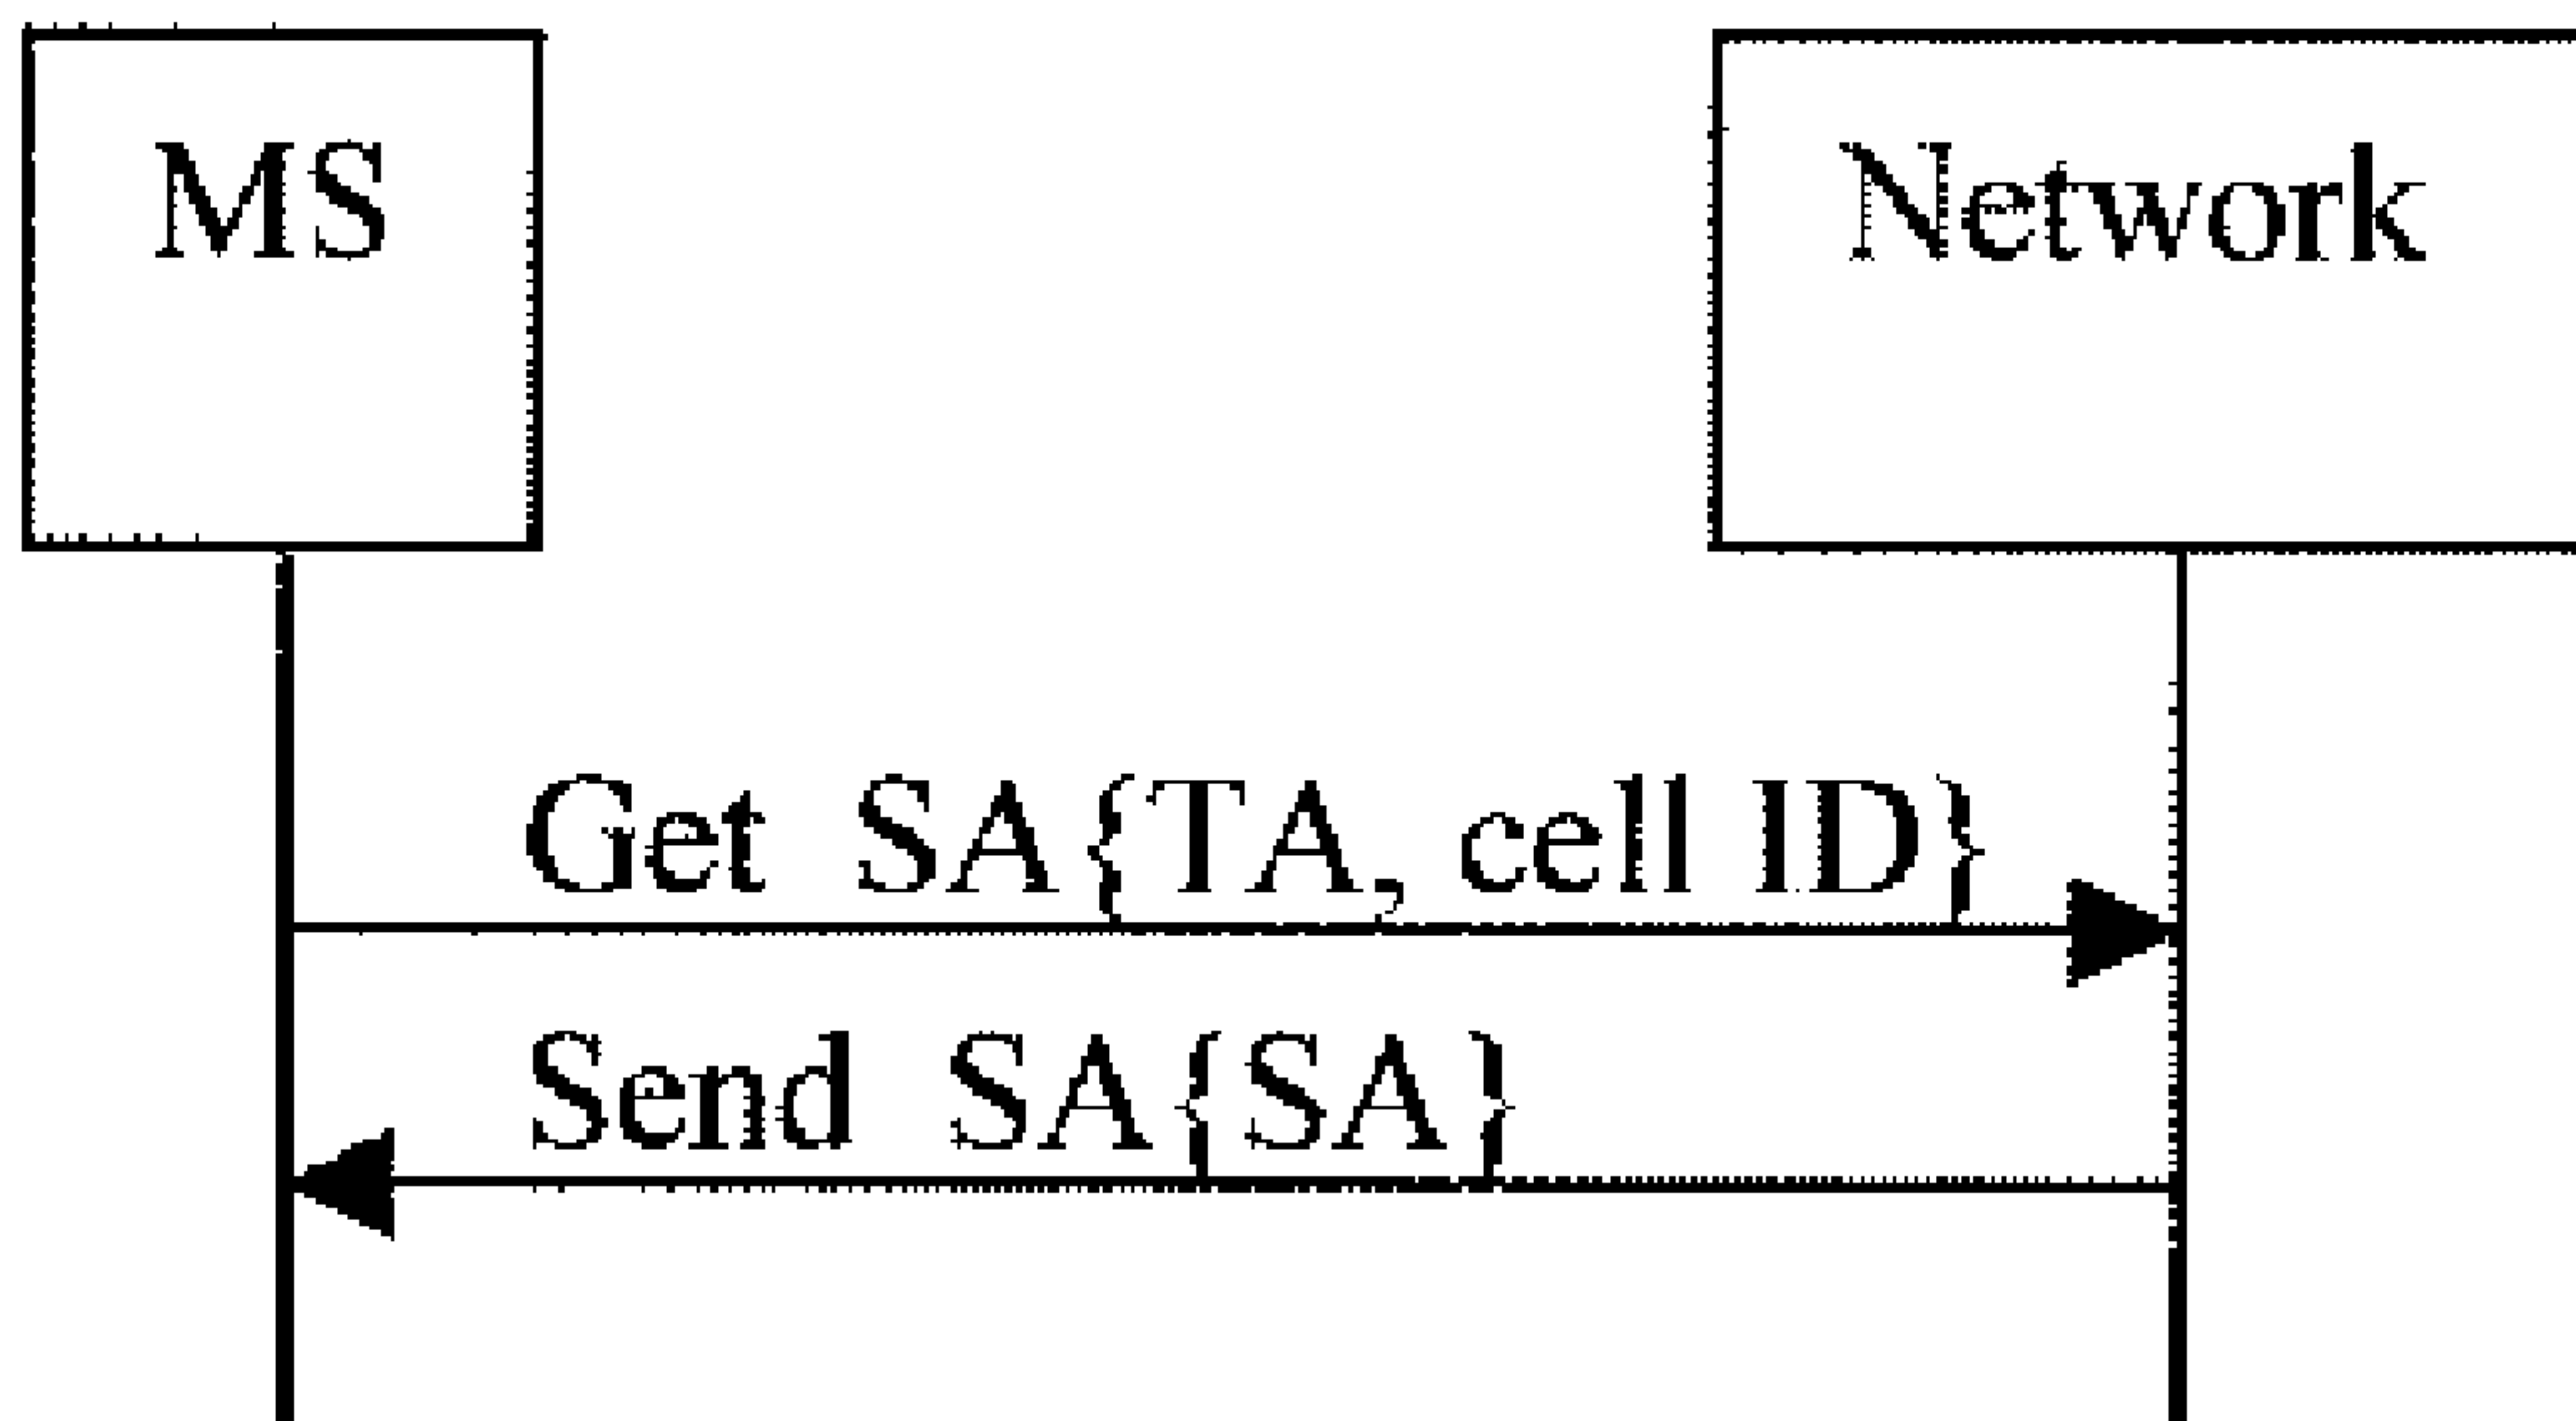 MS
Network
Get SA{TA, cell ID}
Send SA{SA}